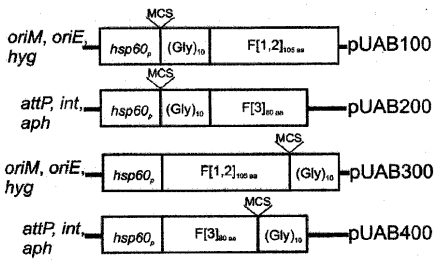 MCS
oriM, oriE, hyg
hsp60p (Gly)10 F[1,2]105 aa pUAB100
MCS
attP, int, aph
hsp60p (Gly)10 F[3]80 aa pUAB200
MCS
oriM, oriE, hyg
hsp60p F[1,2]105 aa (Gly)10 pUAB300
MCS
attP, int, aph
hsp60p F[3]80 aa (Gly)10 pUAB400